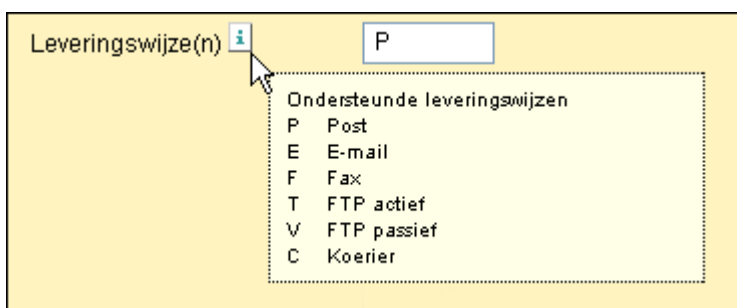 Leveringswijze(n) i P
Ondersteunde leveringswijzen
P Post
E E-mail
F Fax
T FTP actief
V FTP passief
C Koerier